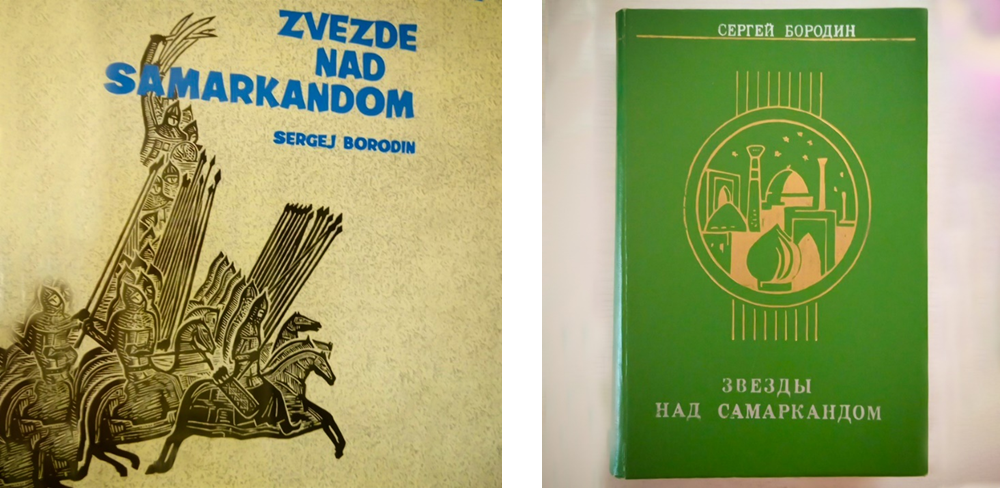 ZVEZDE
NAD
SAMARKANDOM
SERGEJ BORODIN
СЕРГЕЙ БОРОДИН
ЗВЕЗДЫ
НАД САМАРКАНДОМ